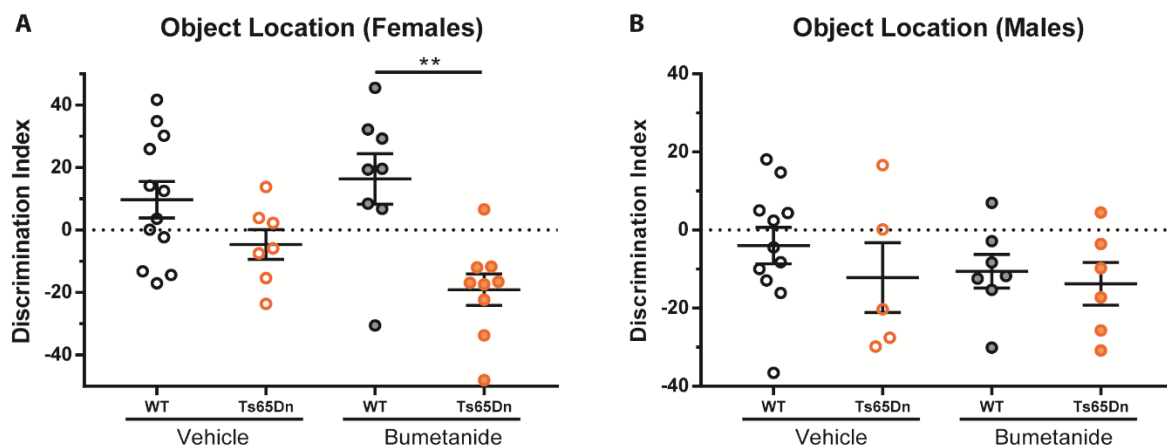 A
Object Location (Females)
Discrimination Index
40
20
0
-20
-40
**
WT
Ts65Dn
WT
Ts65Dn
Vehicle
Bumetanide
B
Object Location (Males)
Discrimination Index
40
20
0
-20
-40
WT
Ts65Dn
WT
Ts65Dn
Vehicle
Bumetanide